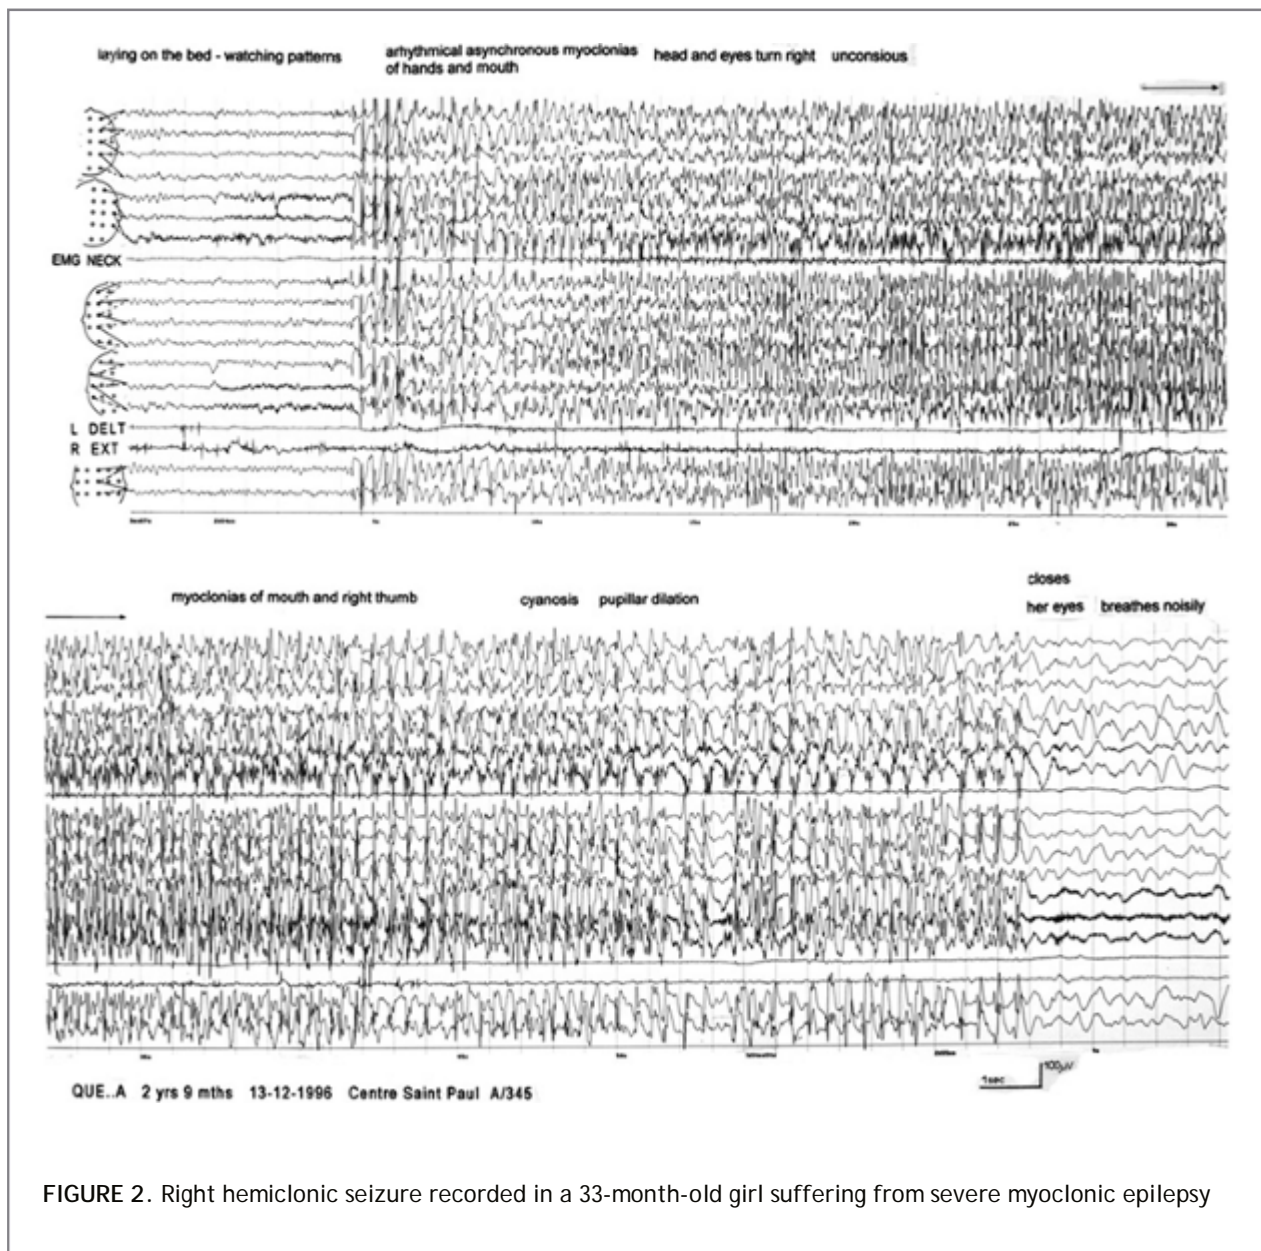 laying on the bed - watching patterns
arhythmical asynchronous myoclonias
of hands and mouth
head and eyes turn right
unconsious
EMG NECK
L DELT
R EXT
myoclonias of mouth and right thumb
cyanosis
pupillar dilation
closes
her eyes
breathes noisily
1sec
100µV
QUE..A 2 yrs 9 mths 13-12-1996 Centre Saint Paul A/345
FIGURE 2. Right hemiclonic seizure recorded in a 33-month-old girl suffering from severe myoclonic epilepsy